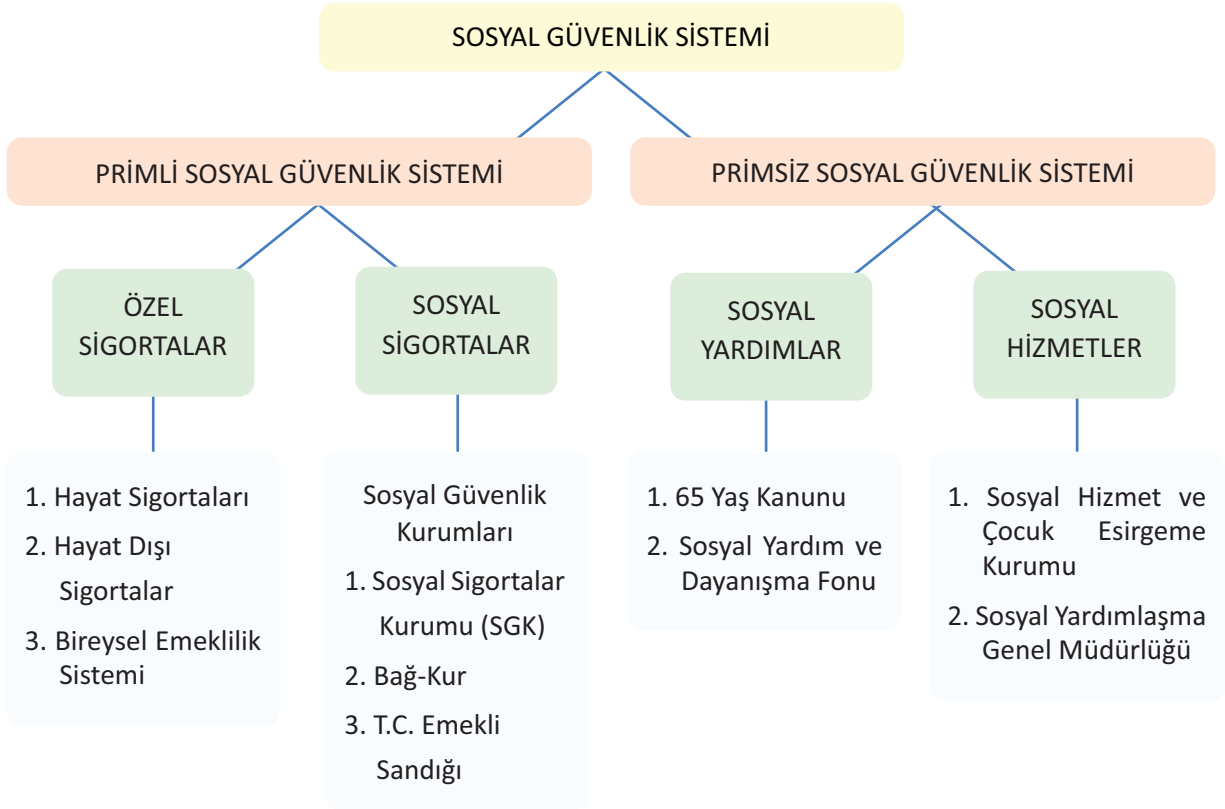 SOSYAL GÜVENLİK SİSTEMİ
PRİMLİ SOSYAL GÜVENLİK SİSTEMİ
PRİMSİZ SOSYAL GÜVENLİK SİSTEMİ
ÖZEL
SİGORTALAR
SOSYAL
SİGORTALAR
SOSYAL
YARDIMLAR
SOSYAL
HİZMETLER
1. Hayat Sigortaları
2. Hayat Dışı
Sigortalar
3. Bireysel Emeklilik
Sistemi
Sosyal Güvenlik
Kurumları
1. Sosyal Sigortalar
Kurumu (SGK)
2. Bağ-Kur
3. T.C. Emekli
Sandığı
1. 65 Yaş Kanunu
2. Sosyal Yardım ve
Dayanışma Fonu
1. Sosyal Hizmet ve
Çocuk Esirgeme
Kurumu
2. Sosyal Yardımlaşma
Genel Müdürlüğü